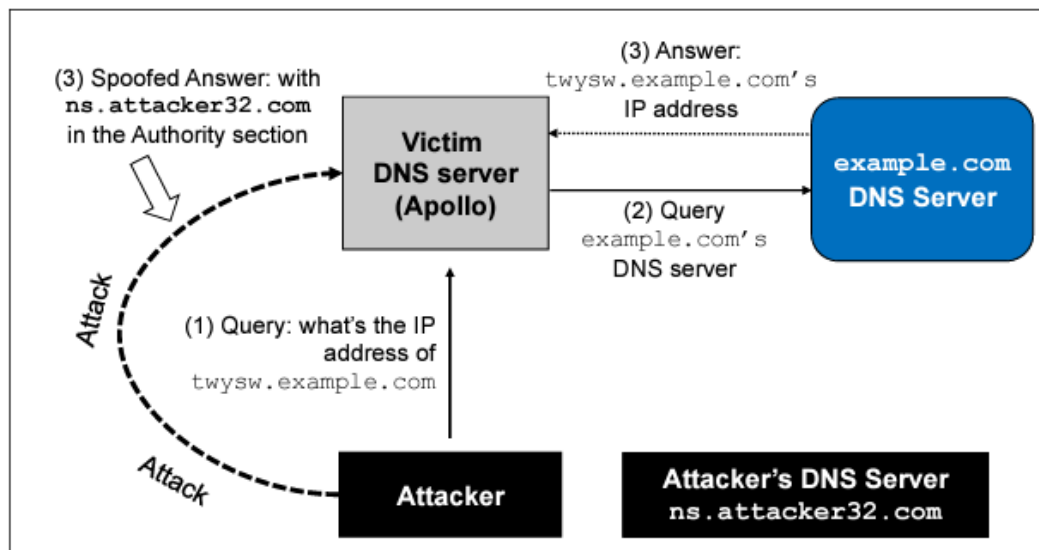 (3) Spoofed Answer: with
ns.attacker32.com
in the Authority section
(3) Answer:
twysw.example.com's
IP address
Victim
DNS server
(Apollo)
example.com
DNS Server
(2) Query
example.com's
DNS server
Attack
(1) Query: what's the IP
address of
twysw.example.com
Attack
Attacker
Attacker's DNS Server
ns.attacker32.com